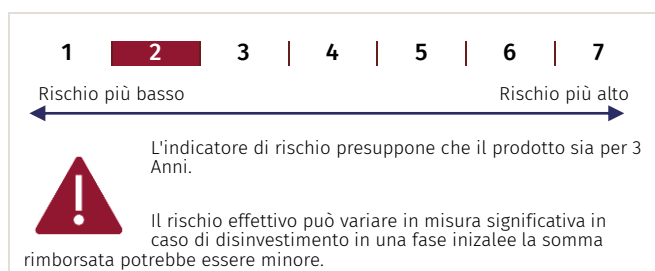 1 2 3 4 5 6 7
Rischio più basso Rischio più alto
L'indicatore di rischio presuppone che il prodotto sia per 3
Anni.
Il rischio effettivo può variare in misura significativa in
caso di disinvestimento in una fase inizalee la somma
rimborsata potrebbe essere minore.